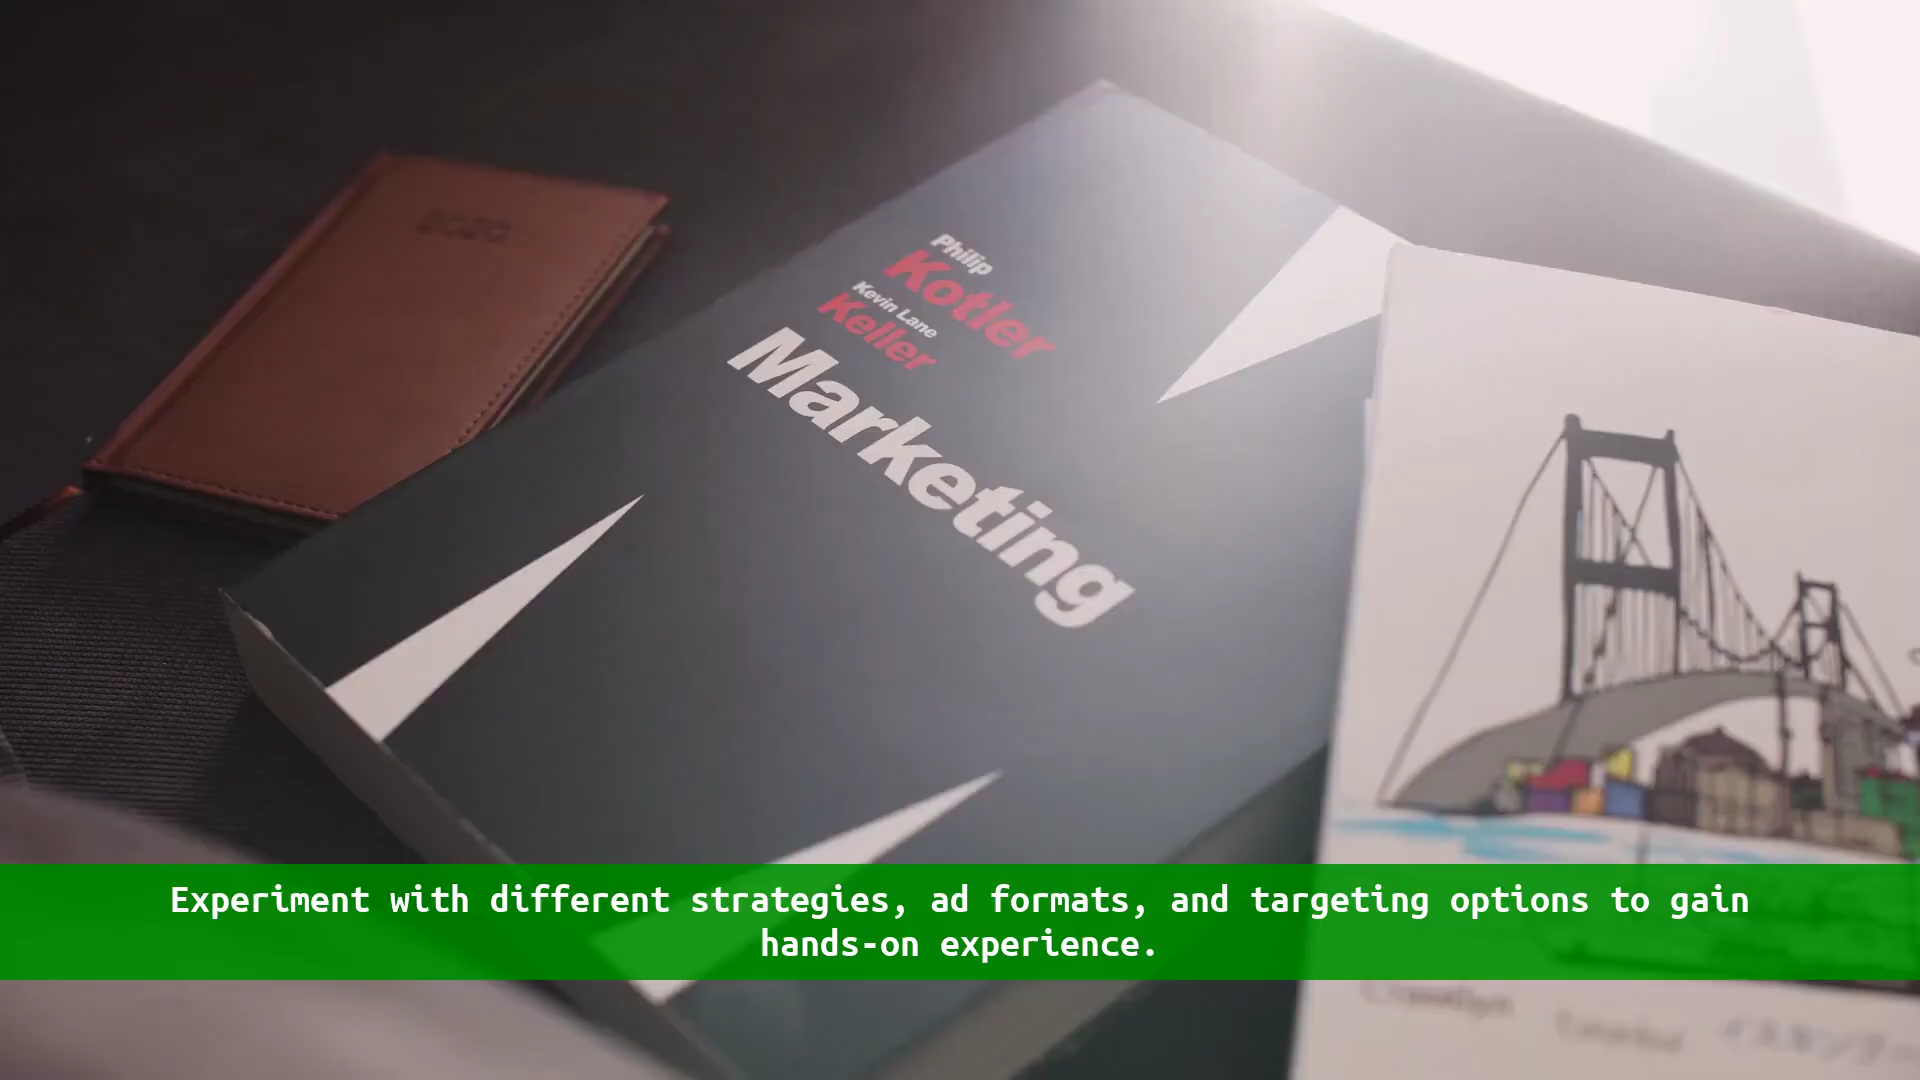 2020
Philip
Kotler
Kevin Lane
Keller
Marketing
Experiment with different strategies, ad formats, and targeting options to gain
hands-on experience.